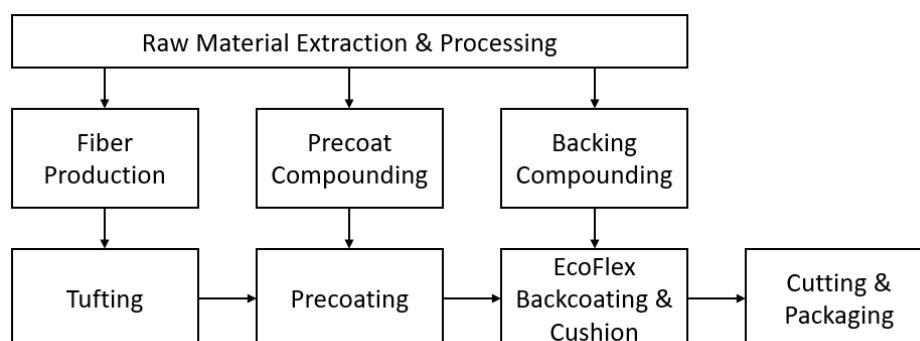 Raw Material Extraction & Processing
Fiber
Production
Precoat
Compounding
Backing
Compounding
Tufting
Precoating
EcoFlex
Backcoating &
Cushion
Cutting &
Packaging